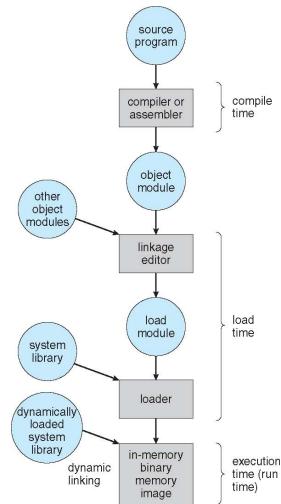 source
program
compiler or
assembler
compile
time
object
module
other
object
modules
linkage
editor
load
module
load
time
system
library
loader
dynamically
loaded
system
library
dynamic
linking
in-memory
binary
memory
image
execution
time (run
time)